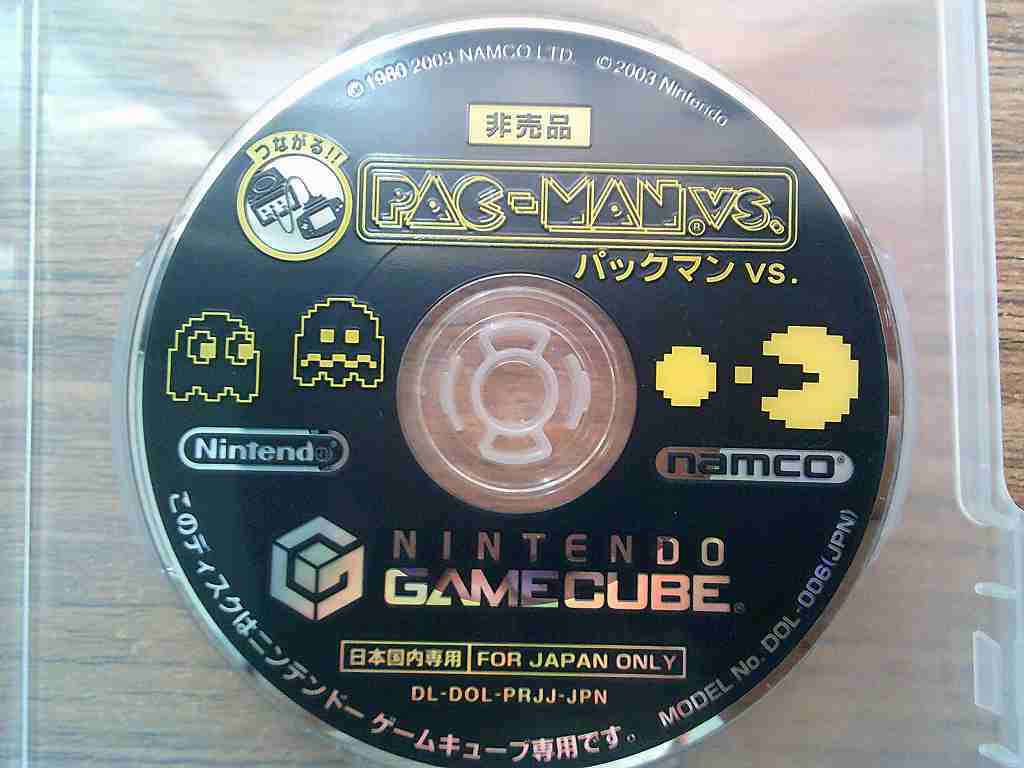 © 1980 2003 NAMCO LTD. © 2003 Nintendo
非売品
つながる!!
PAC-MAN® VS.
パックマン VS.
Nintendo®
namco®
NINTENDO
GAMECUBE®
日本国内専用 FOR JAPAN ONLY
DL-DOL-PRJJ-JPN
このディスクはニンテンドー ゲームキューブ専用です。
MODEL No. DOL-006(JPN)